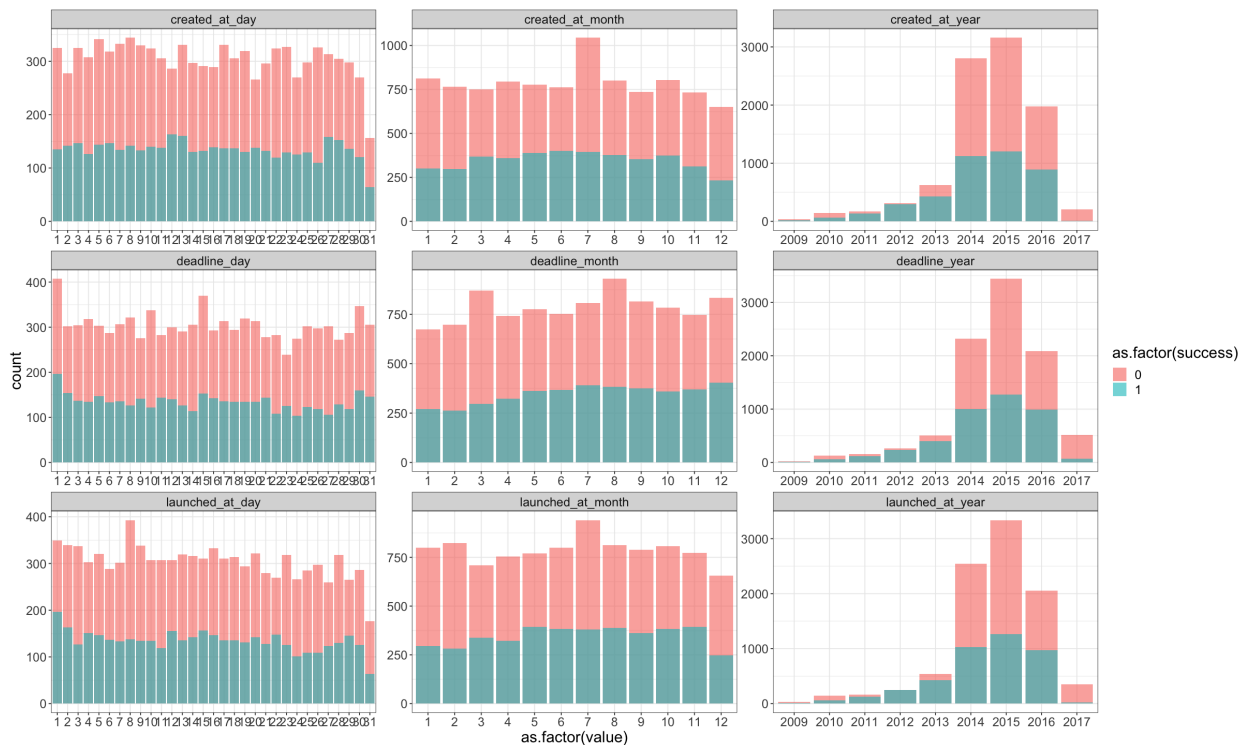 created_at_day
created_at_month
created_at_year
300
200
100
0
1 2 3 4 5 6 7 8 9 10 11 12 13 14 15 16 17 18 19 20 21 22 23 24 25 26 27 28 29 30 31
1000
750
500
250
0
1 2 3 4 5 6 7 8 9 10 11 12
3000
2000
1000
0
2009 2010 2011 2012 2013 2014 2015 2016 2017
deadline_day
deadline_month
deadline_year
400
300
200
100
0
1 2 3 4 5 6 7 8 9 10 11 12 13 14 15 16 17 18 19 20 21 22 23 24 25 26 27 28 29 30 31
750
500
250
0
1 2 3 4 5 6 7 8 9 10 11 12
3000
2000
1000
0
2009 2010 2011 2012 2013 2014 2015 2016 2017
launched_at_day
launched_at_month
launched_at_year
400
300
200
100
0
1 2 3 4 5 6 7 8 9 10 11 12 13 14 15 16 17 18 19 20 21 22 23 24 25 26 27 28 29 30 31
750
500
250
0
1 2 3 4 5 6 7 8 9 10 11 12
3000
2000
1000
0
2009 2010 2011 2012 2013 2014 2015 2016 2017
count
as.factor(value)
as.factor(success)
0
1